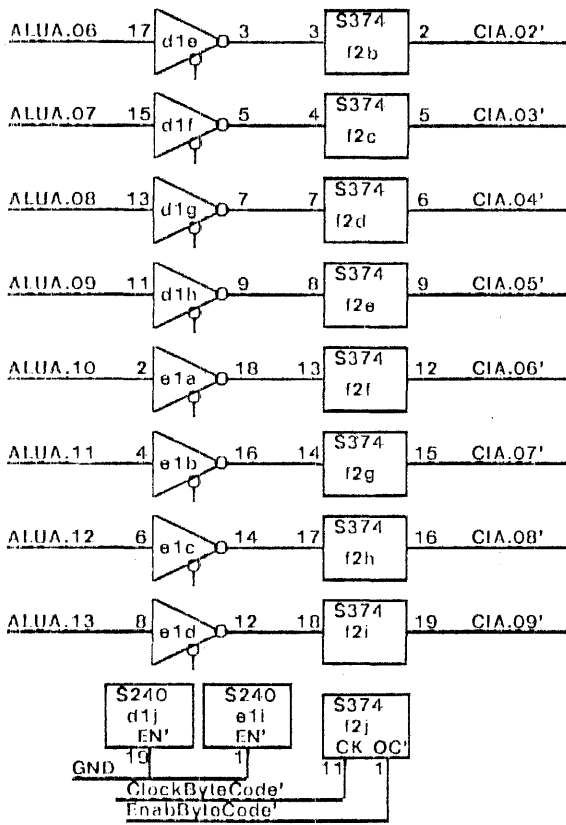 ALUA.06 17 d1e 3 3 S374 f2b 2 CIA.02'
ALUA.07 15 d1f 5 4 S374 f2c 5 CIA.03'
ALUA.08 13 d1g 7 7 S374 f2d 6 CIA.04'
ALUA.09 11 d1h 9 8 S374 f2e 9 CIA.05'
ALUA.10 2 e1a 18 13 S374 f2f 12 CIA.06'
ALUA.11 4 e1b 16 14 S374 f2g 15 CIA.07'
ALUA.12 6 e1c 14 17 S374 f2h 16 CIA.08'
ALUA.13 8 e1d 12 18 S374 f2i 19 CIA.09'
S240 S240 S374
d1j e1i f2j
EN' EN' CK OC'
19 1 11 1
GND
ClockByteCode'
EnabByteCode'